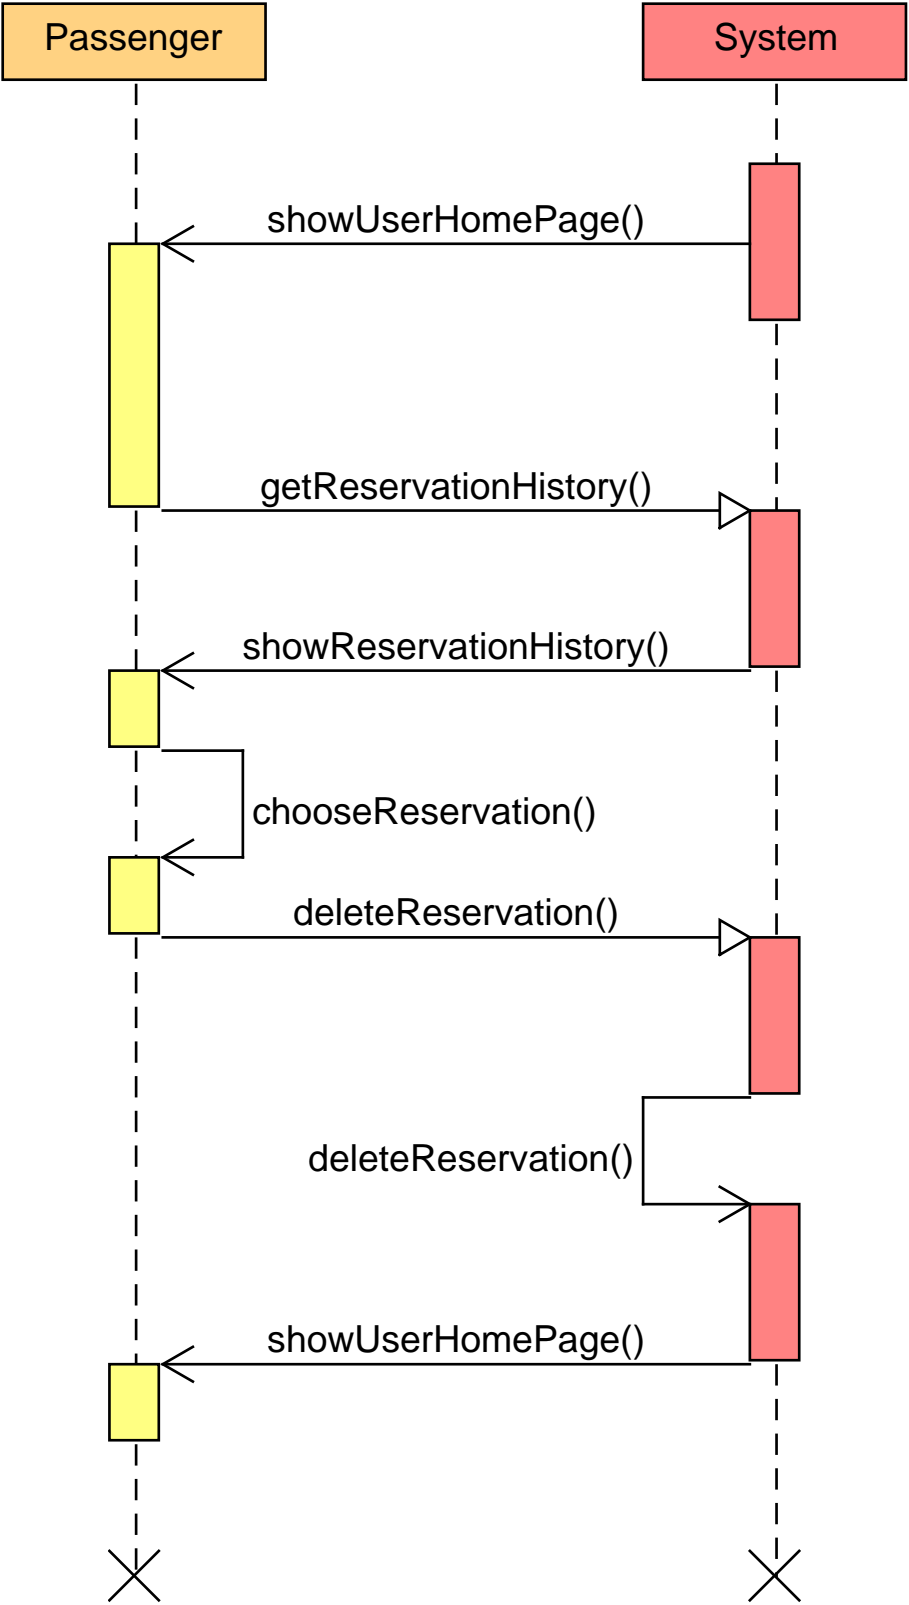 Passenger
System
showUserHomePage()
getReservationHistory()
showReservationHistory()
chooseReservation()
deleteReservation()
deleteReservation()
showUserHomePage()